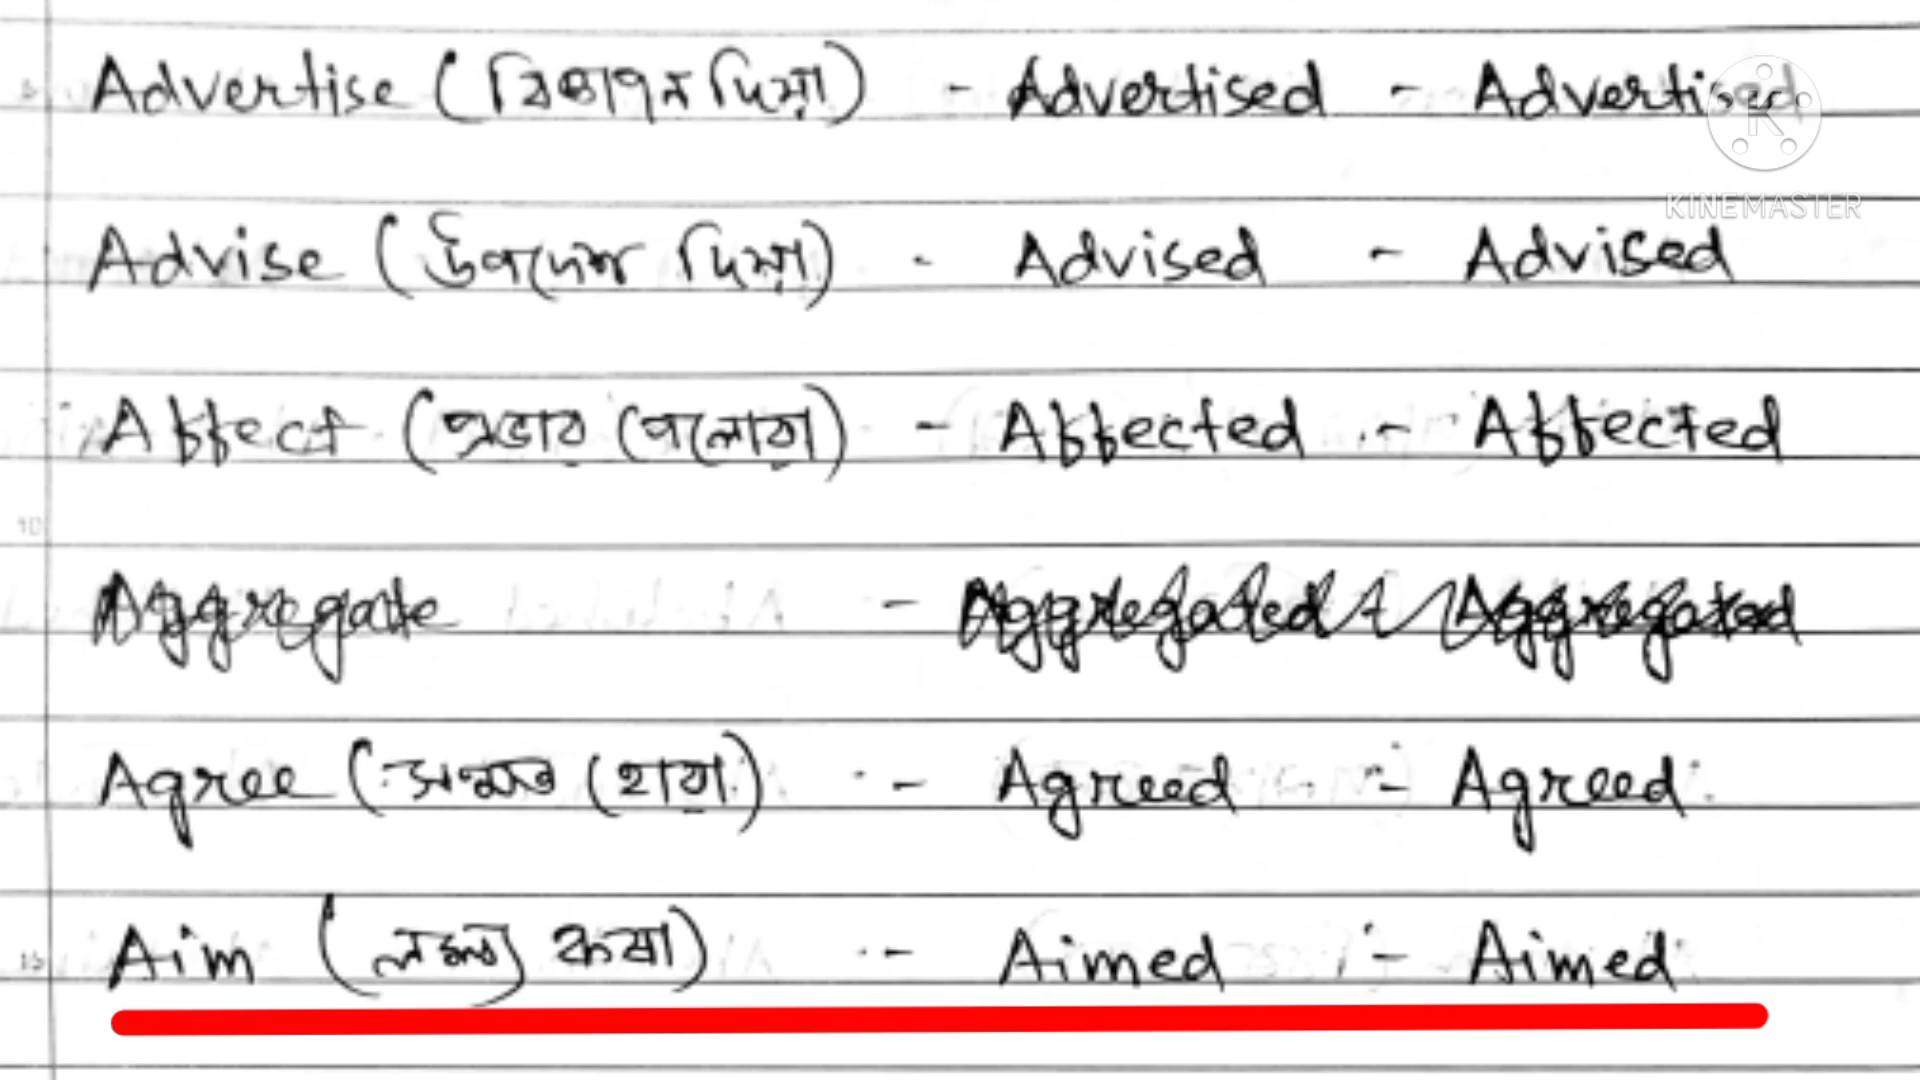 Advertise (বিজ্ঞাপন দিয়া) - Advertised - Advertised
KINEMASTER
Advise (উপদেশ দিয়া) - Advised - Advised
Affect (প্ৰভাৱ পেলোৱা) - Affected - Affected
Aggregate - Aggregated - Aggregated
Agree (সন্মত হোৱা) - Agreed - Agreed
Aim (লক্ষ্য কৰা) - Aimed - Aimed